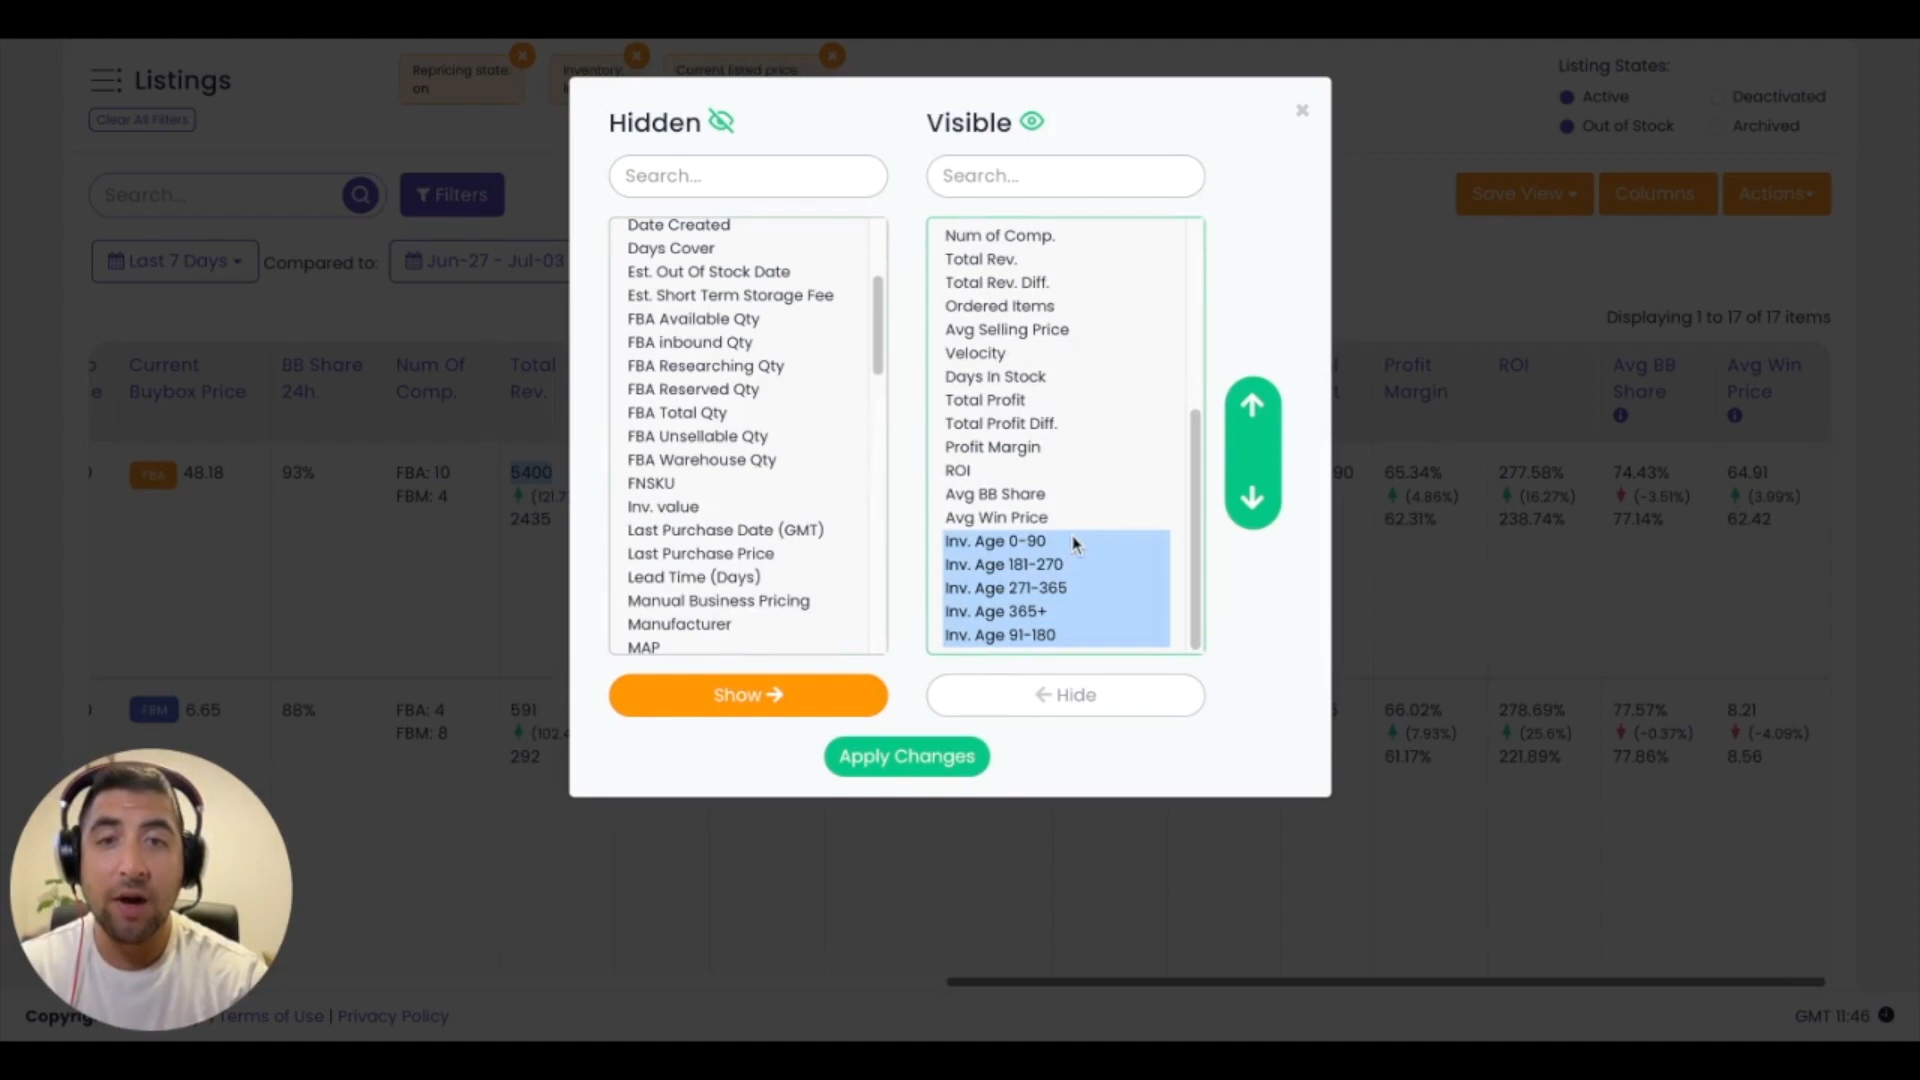 Listings
Clear All Filters
Repricing state:
on
Inventory:
Current listed price
Listing States:
Active
Deactivated
Out of Stock
Archived
Search...
Filters
Save View
Columns
Actions
Last 7 Days
Compared to:
Jun-27 - Jul-03
Displaying 1 to 17 of 17 items
Current
Buybox Price
BB Share
24h.
Num Of
Comp.
Total
Rev.
Profit
Margin
ROI
Avg BB
Share
Avg Win
Price
FBA 48.18
93%
FBA: 10
FBM: 4
5400
(121.7
2435
90
65.34%
(4.86%)
62.31%
277.58%
(16.27%)
238.74%
74.43%
(-3.51%)
77.14%
64.91
(3.99%)
62.42
FBM 6.65
88%
FBA: 4
FBM: 8
591
(102.4
292
66.02%
(7.93%)
61.17%
278.69%
(25.6%)
221.89%
77.57%
(-0.37%)
77.86%
8.21
(-4.09%)
8.56
Hidden
Search...
Date Created
Days Cover
Est. Out Of Stock Date
Est. Short Term Storage Fee
FBA Available Qty
FBA inbound Qty
FBA Researching Qty
FBA Reserved Qty
FBA Total Qty
FBA Unsellable Qty
FBA Warehouse Qty
FNSKU
Inv. value
Last Purchase Date (GMT)
Last Purchase Price
Lead Time (Days)
Manual Business Pricing
Manufacturer
MAP
Show
Visible
Search...
Num of Comp.
Total Rev.
Total Rev. Diff.
Ordered Items
Avg Selling Price
Velocity
Days In Stock
Total Profit
Total Profit Diff.
Profit Margin
ROI
Avg BB Share
Avg Win Price
Inv. Age 0-90
Inv. Age 181-270
Inv. Age 271-365
Inv. Age 365+
Inv. Age 91-180
Hide
Apply Changes
Terms of Use | Privacy Policy
GMT 11:46